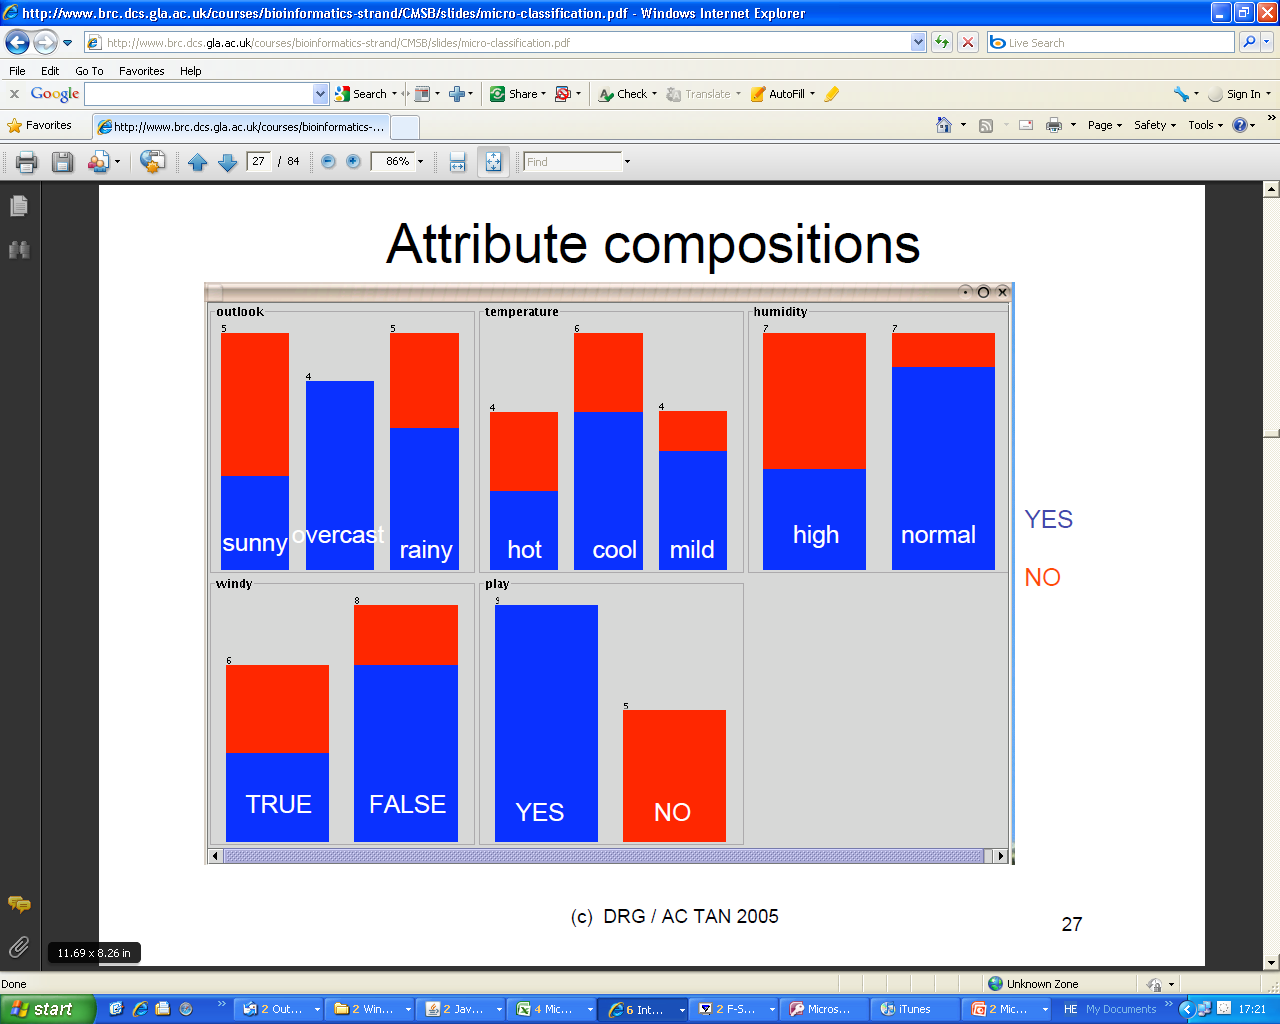 http://www.brc.dcs.gla.ac.uk/courses/bioinformatics-strand/CMSB/slides/micro-classification.pdf - Windows Internet Explorer
http://www.brc.dcs.gla.ac.uk/courses/bioinformatics-strand/CMSB/slides/micro-classification.pdf
Live Search
File Edit Go To Favorites Help
Google Search Share Check Translate AutoFill Sign In
Favorites http://www.brc.dcs.gla.ac.uk/courses/bioinformatics-... Page Safety Tools
27 / 84 86% Find
Attribute compositions
outlook temperature humidity
5 4 5 4 6 4 7 7
sunny overcast rainy hot cool mild high normal
YES
NO
windy play
6 8 9 5
TRUE FALSE YES NO
(c) DRG / AC TAN 2005
27
11.69 x 8.26 in
Done Unknown Zone
start 2 Out... 2 Win... 2 Jav... 4 Mic... 6 Int... 2 F-S... Micros... iTunes 2 Mic... HE My Documents 17:21